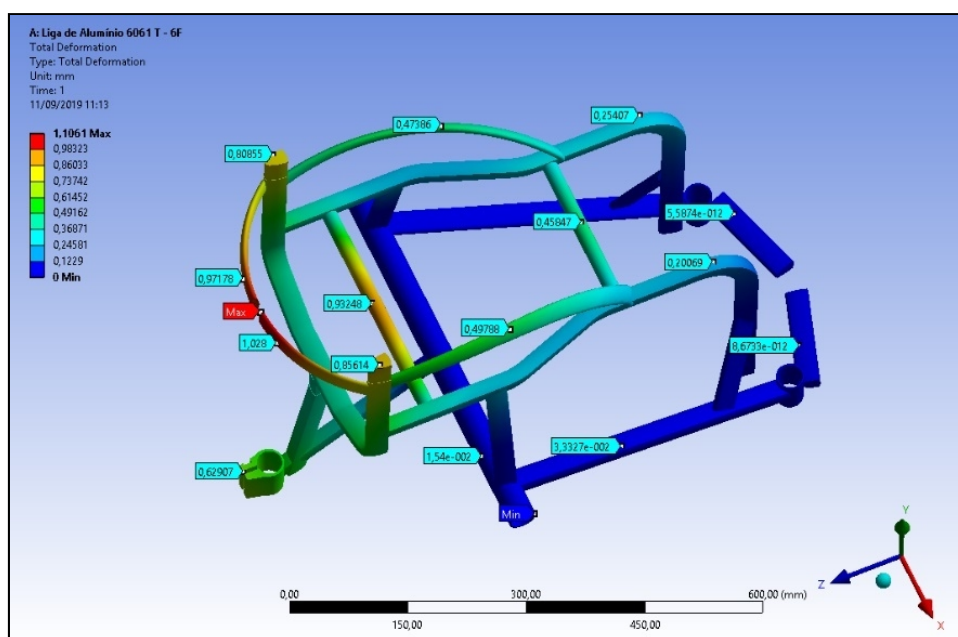 A: Liga de Alumínio 6061 T - 6F
Total Deformation
Type: Total Deformation
Unit: mm
Time: 1
11/09/2019 11:13
1,1061 Max
0,98323
0,86033
0,73742
0,61452
0,49162
0,36871
0,24581
0,1229
0 Min
0,25407
0,47386
0,80855
5,5874e-012
0,45847
0,20069
0,97178
0,93248
Max
0,49788
1,028
8,6733e-012
0,85614
3,3327e-002
1,54e-002
0,62907
Min
Y
Z
X
0,00
300,00
600,00 (mm)
150,00
450,00